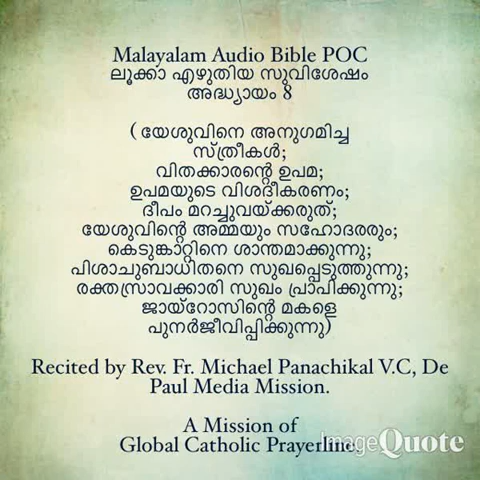 Malayalam Audio Bible POC
ലൂക്കാ എഴുതിയ സുവിശേഷം
അദ്ധ്യായം 8
( യേശുവിനെ അനുഗമിച്ച
സ്ത്രീകൾ;
വിതക്കാരന്റെ ഉപമ;
ഉപമയുടെ വിശദീകരണം;
ദീപം മറച്ചുവയ്ക്കരുത്;
യേശുവിന്റെ അമ്മയും സഹോദരരും;
കെടുങ്കാറ്റിനെ ശാന്തമാക്കുന്നു;
പിശാചുബാധിതനെ സുഖപ്പെടുത്തുന്നു;
രക്തസ്രാവക്കാരി സുഖം പ്രാപിക്കുന്നു;
ജായ്റോസിന്റെ മകളെ
പുനർജീവിപ്പിക്കുന്നു)
Recited by Rev. Fr. Michael Panachikal V.C, De
Paul Media Mission.
A Mission of
Global Catholic Prayerline.
ImageQuote